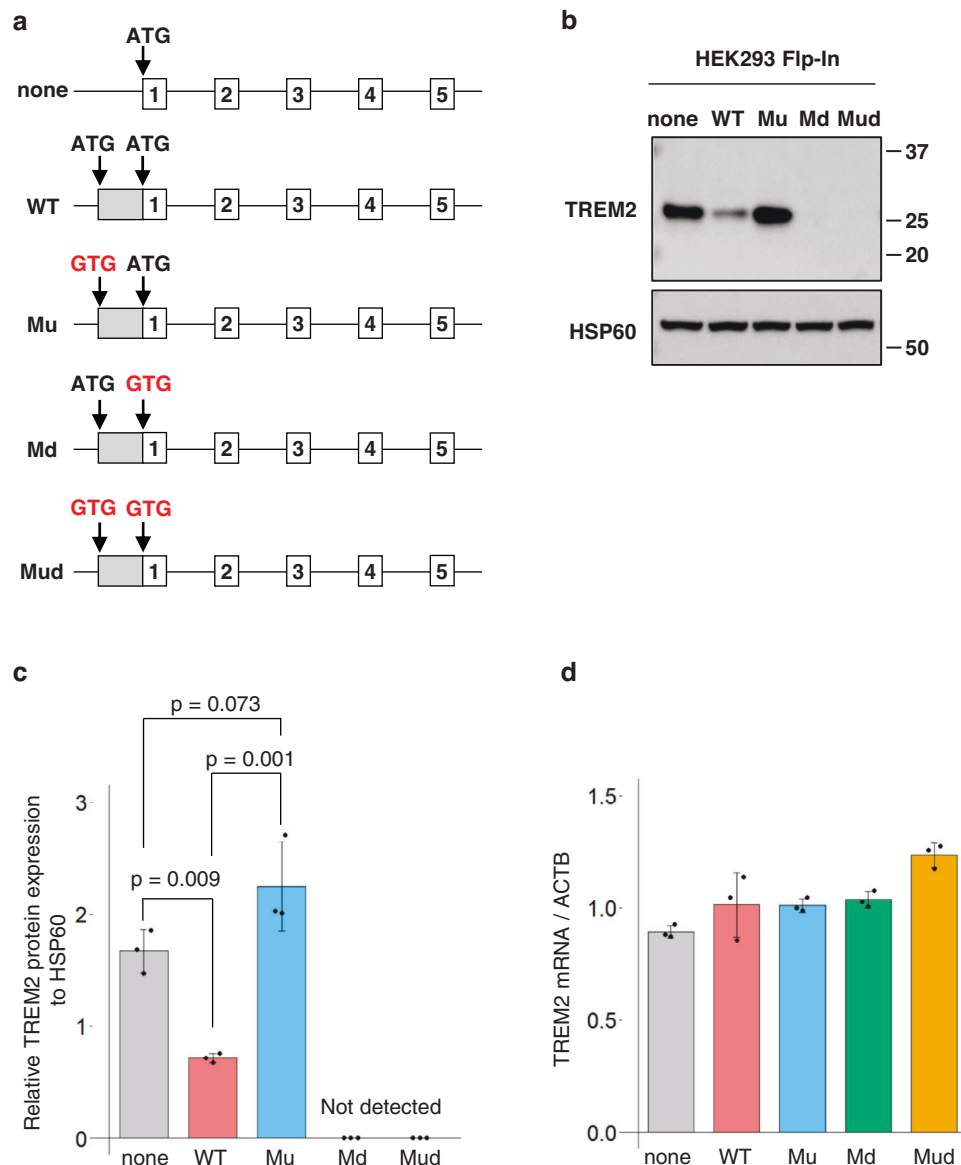 a
ATG
none 1 2 3 4 5
ATG ATG
WT 1 2 3 4 5
GTG ATG
Mu 1 2 3 4 5
ATG GTG
Md 1 2 3 4 5
GTG GTG
Mud 1 2 3 4 5
b
HEK293 Flp-In
none WT Mu Md Mud
37
TREM2
25
20
HSP60
50
c
p = 0.073
p = 0.001
p = 0.009
Relative TREM2 protein expression
to HSP60
3
2
1
0
Not detected
none WT Mu Md Mud
d
TREM2 mRNA / ACTB
1.5
1.0
0.5
0.0
none WT Mu Md Mud